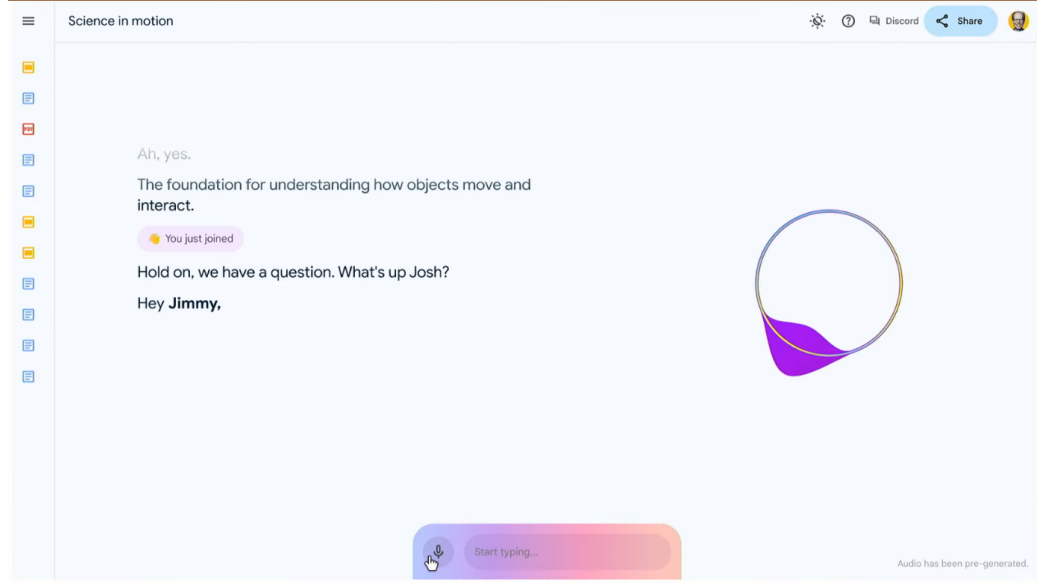 Science in motion
Discord
Share
PDF
Ah, yes.
The foundation for understanding how objects move and
interact.
👋 You just joined
Hold on, we have a question. What's up Josh?
Hey Jimmy,
Start typing...
Audio has been pre-generated.